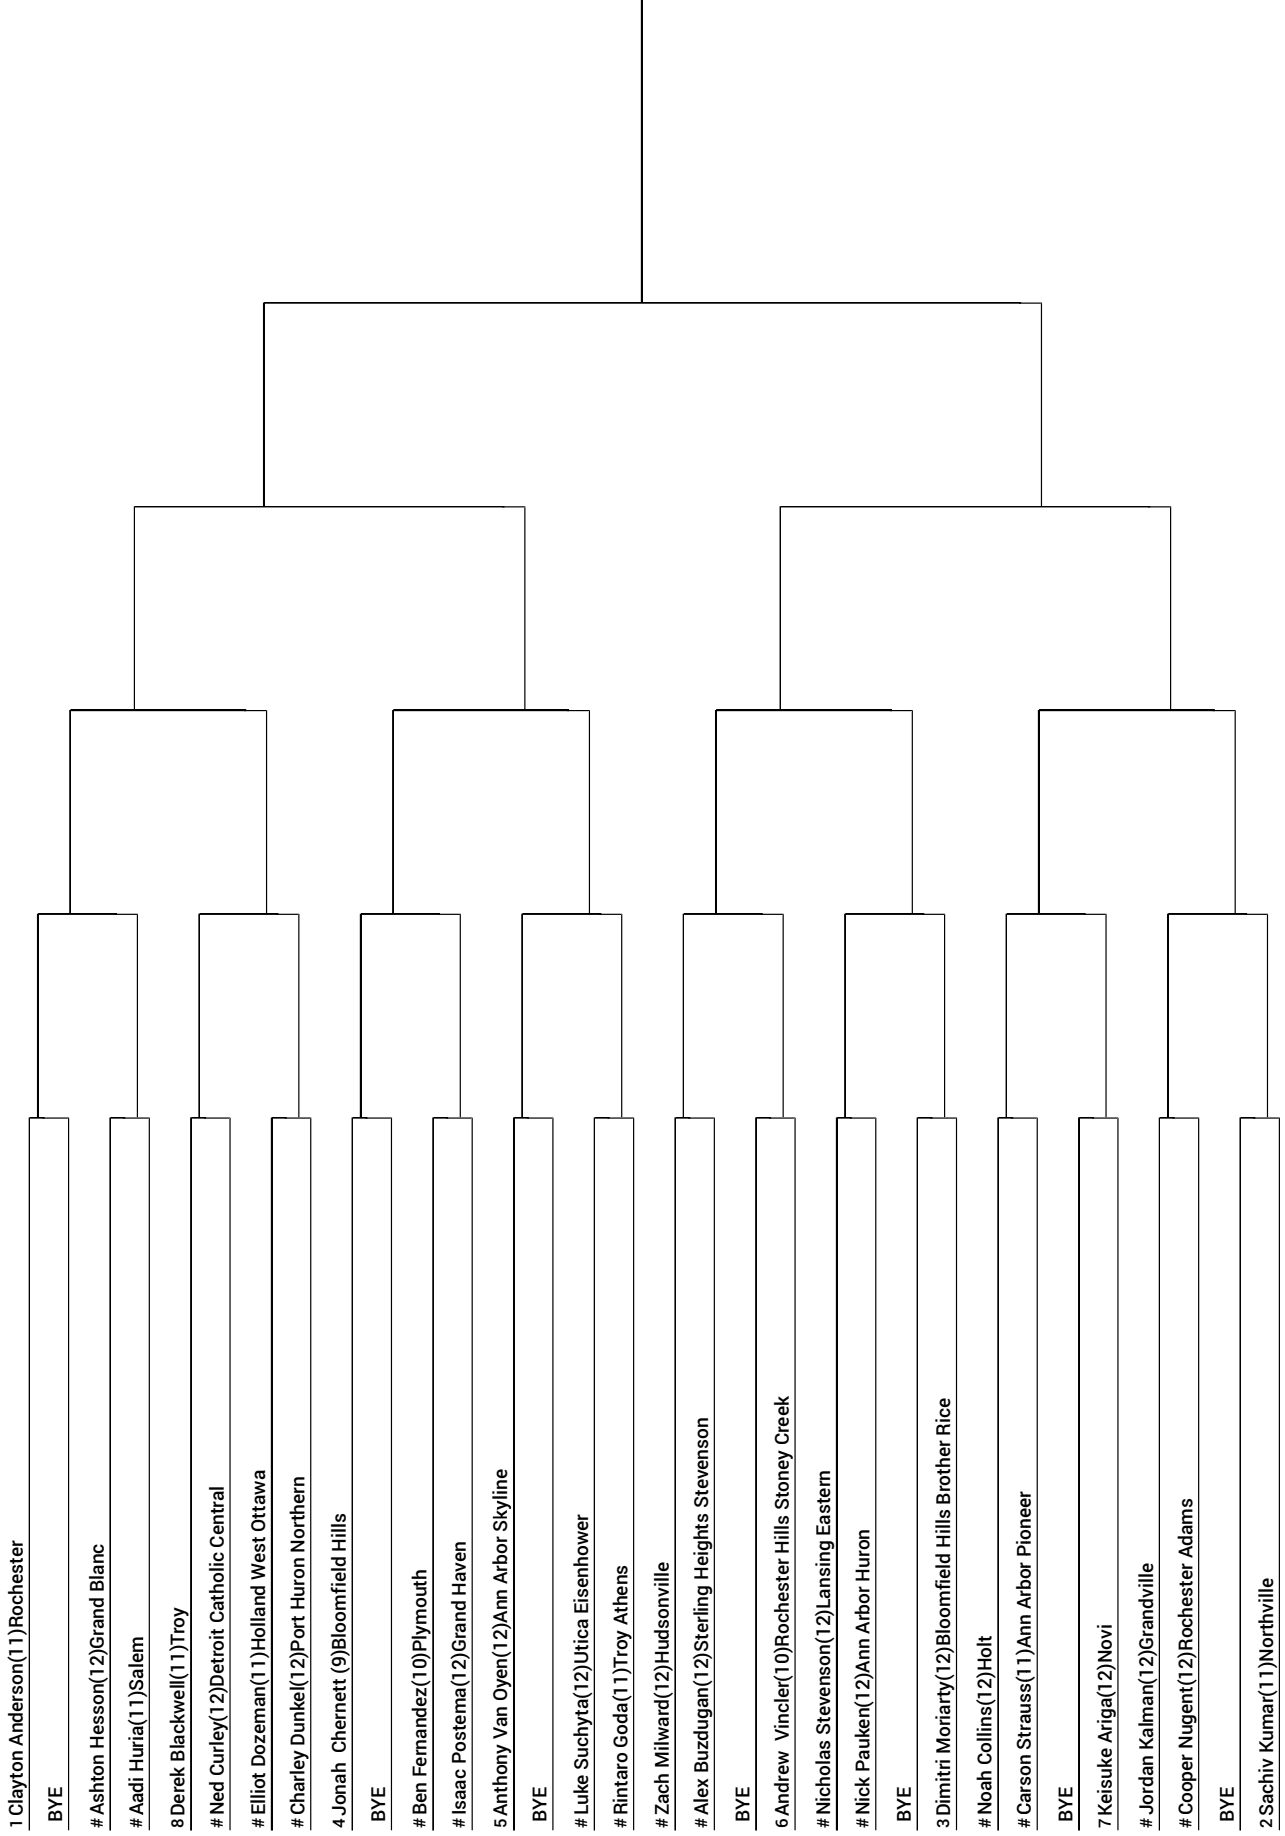 1 Clayton Anderson(11)Rochester
BYE
# Ashton Hesson(12)Grand Blanc
# Aadi Huria(11)Salem
8 Derek Blackwell(11)Troy
# Ned Curley(12)Detroit Catholic Central
# Elliot Dozeman(11)Holland West Ottawa
# Charley Dunkel(12)Port Huron Northern
4 Jonah  Chernett (9)Bloomfield Hills
BYE
# Ben Fernandez(10)Plymouth
# Isaac Postema(12)Grand Haven
5 Anthony Van Oyen(12)Ann Arbor Skyline
BYE
# Luke Suchyta(12)Utica Eisenhower
# Rintaro Goda(11)Troy Athens
# Zach Milward(12)Hudsonville
# Alex Buzdugan(12)Sterling Heights Stevenson
BYE
6 Andrew  Vincler(10)Rochester Hills Stoney Creek
# Nicholas Stevenson(12)Lansing Eastern
# Nick Pauken(12)Ann Arbor Huron
BYE
3 Dimitri Moriarty(12)Bloomfield Hills Brother Rice
# Noah Collins(12)Holt
# Carson Strauss(11)Ann Arbor Pioneer
BYE
7 Keisuke Ariga(12)Novi
# Jordan Kalman(12)Grandville
# Cooper Nugent(12)Rochester Adams
BYE
2 Sachiv Kumar(11)Northville